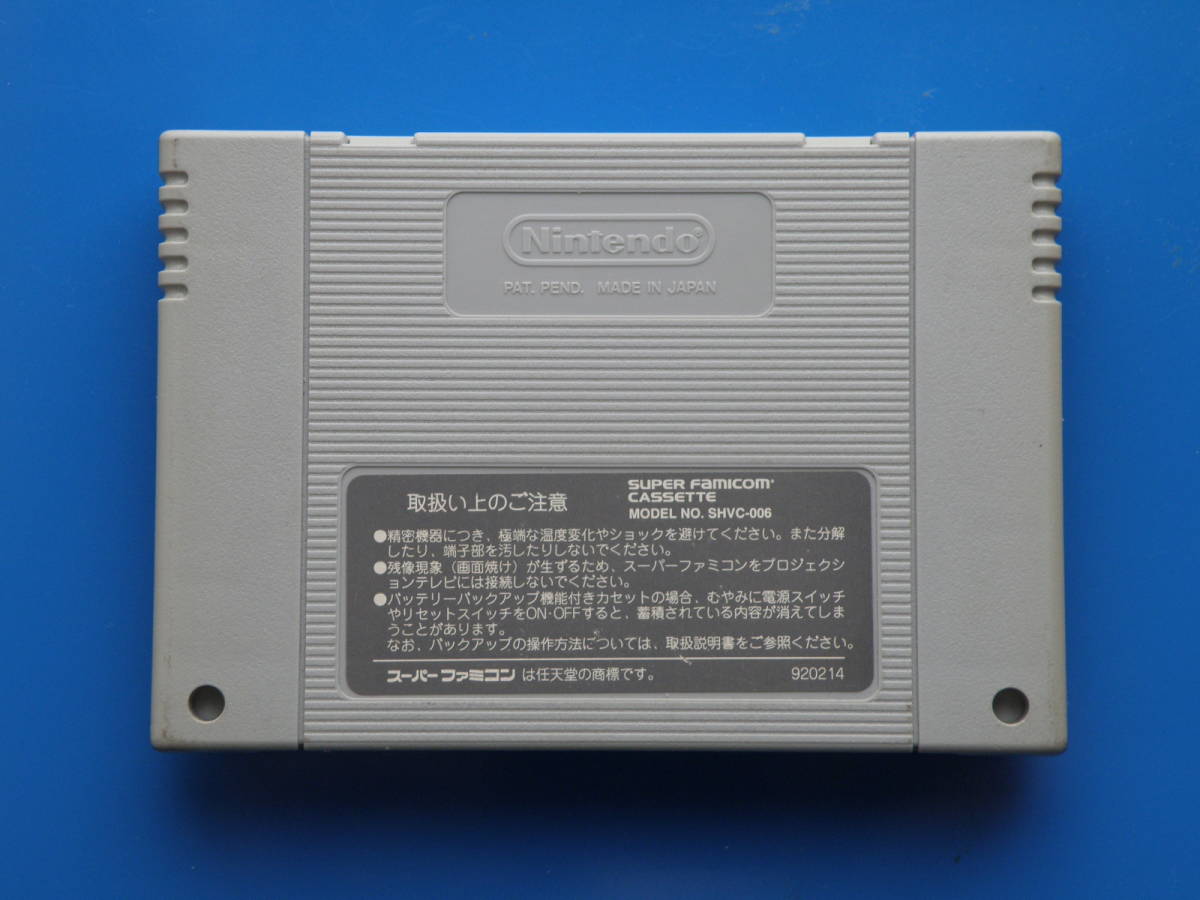 Nintendo®
PAT. PEND. MADE IN JAPAN
取扱い上のご注意
SUPER FAMICOM
CASSETTE
MODEL NO. SHVC-006
●精密機器につき、極端な温度変化やショックを避けてください。また分解
したり、端子部を汚したりしないでください。
●残像現象（画面焼け）が生ずるため、スーパーファミコンをプロジェクシ
ョンテレビには接続しないでください。
●バッテリーバックアップ機能付きカセットの場合、むやみに電源スイッチ
やリセットスイッチをON･OFFすると、蓄積されている内容が消えてしま
うことがあります。
なお、バックアップの操作方法については、取扱説明書をご参照ください。
スーパーファミコン は任天堂の商標です。 920214